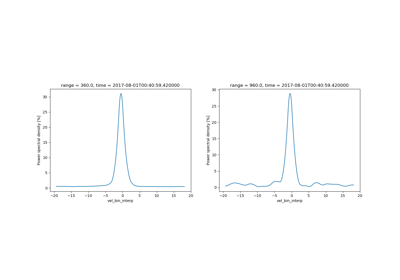 range = 360.0, time = 2017-08-01T00:40:59.420000
30
25
20
15
10
5
0
Power spectral density [%]
−20 −15 −10 −5 0 5 10 15 20
vel_bin_interp
range = 960.0, time = 2017-08-01T00:40:59.420000
30
25
20
15
10
5
0
Power spectral density [%]
−20 −15 −10 −5 0 5 10 15 20
vel_bin_interp